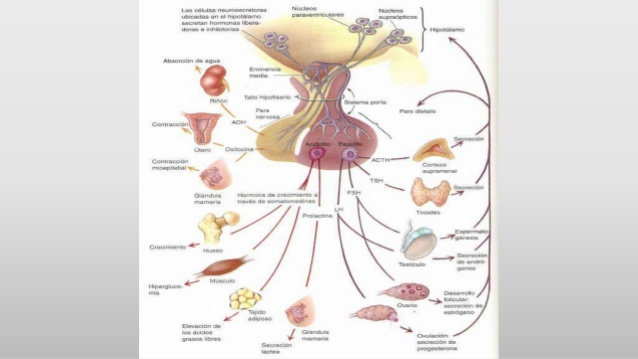 Las células neurosecretoras
ubicadas en el hipotálamo
secretan hormonas libera-
doras e inhibitorias
Núcleos
paraventriculares
Núcleos
supraópticos
Hipotálamo
Absorción de agua
Eminencia
media
Riñón
Tallo hipofisario
Sistema porta
Pars
nerviosa
Pars distalis
ADH
Contracción
Útero
Oxitocina
Acidófilo
Basófilo
ACTH
Secreción
Corteza
suprarrenal
Contracción
mioepitelial
Glándula
mamaria
TSH
Secreción
Tiroides
Hormona de crecimiento a
través de somatomedinas
FSH
LH
Prolactina
Espermato-
génesis
Testículo
Secreción
de andró-
genos
Crecimiento
Hueso
Músculo
Hipergluce-
mia
Tejido
adiposo
Elevación de
los ácidos
grasos libres
Glándula
mamaria
Secreción
láctea
Ovario
Desarrollo
folicular:
secreción de
estrógeno
Ovulación:
secreción de
progesterona